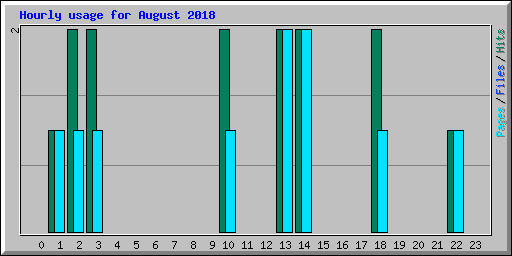 Hourly usage for August 2018
2
Pages / Files / Hits
0 1 2 3 4 5 6 7 8 9 10 11 12 13 14 15 16 17 18 19 20 21 22 23